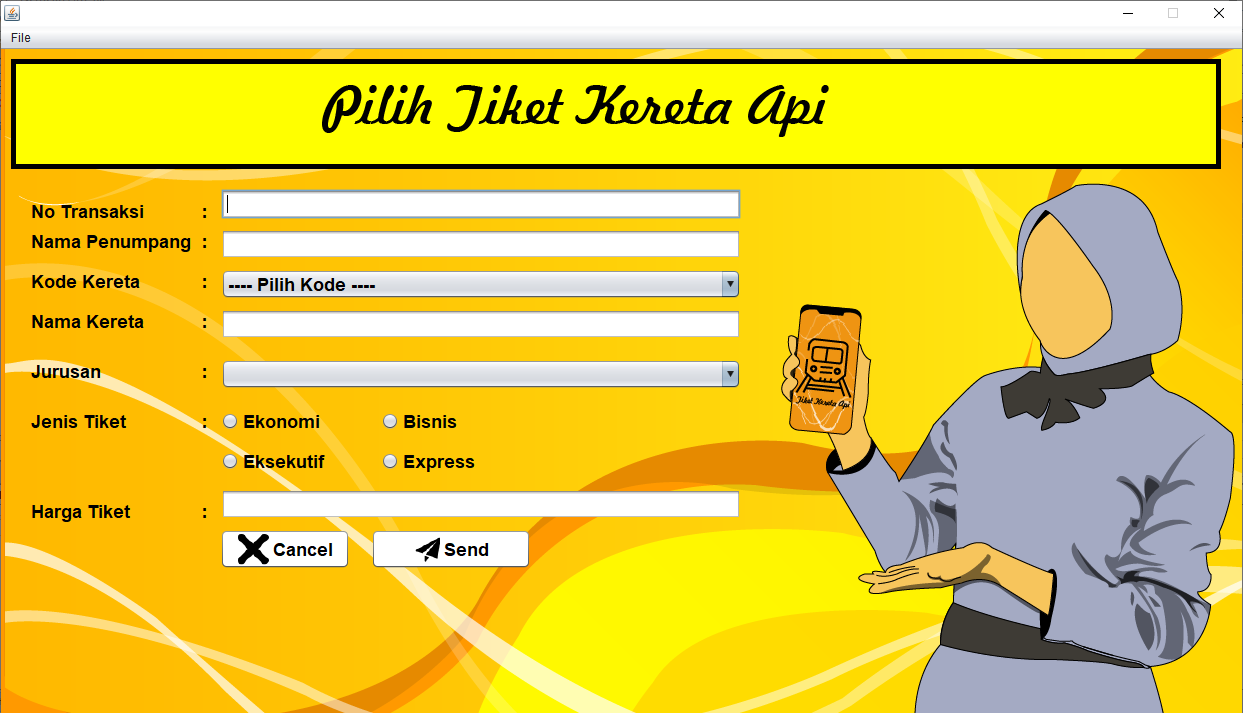 File
Pilih Tiket Kereta Api
No Transaksi :
Nama Penumpang :
Kode Kereta : ---- Pilih Kode ----
Nama Kereta :
Jurusan :
Jenis Tiket : Ekonomi Bisnis
Eksekutif Express
Harga Tiket :
Cancel Send
Tiket Kereta Api